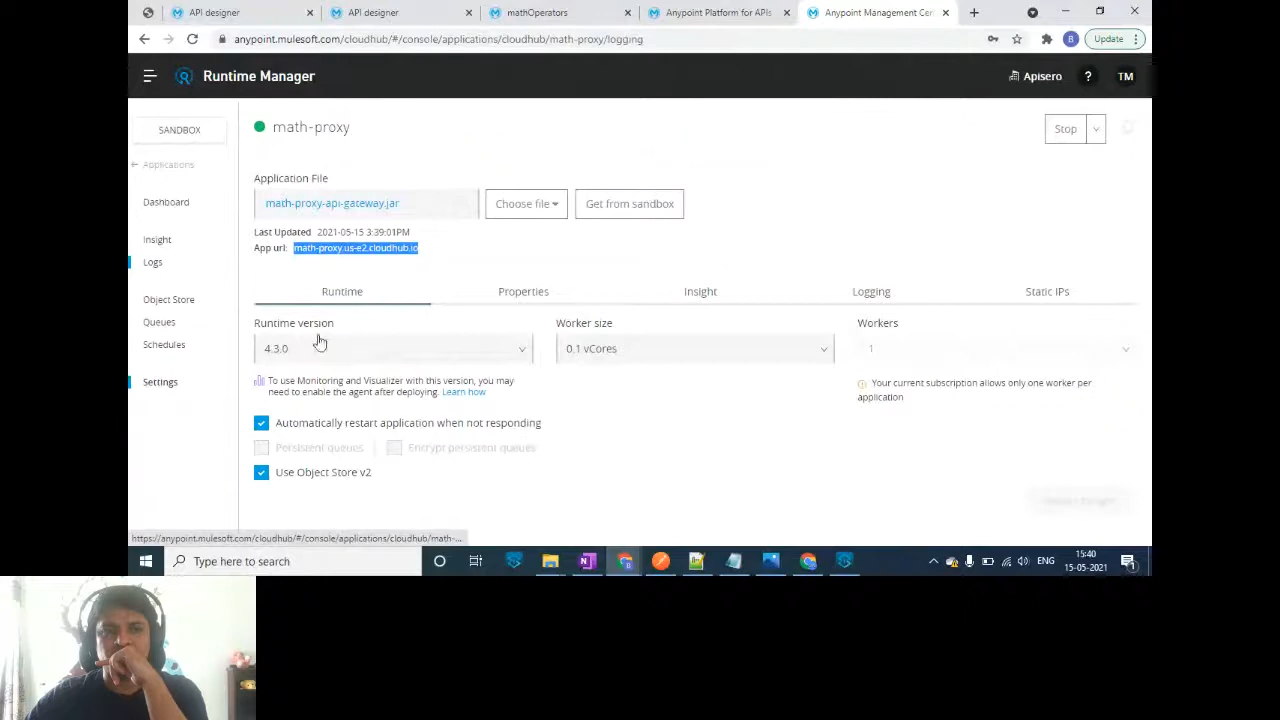 API designer
API designer
mathOperators
Anypoint Platform for APIs
Anypoint Management Cer
anypoint.mulesoft.com/cloudhub/#/console/applications/cloudhub/math-proxy/logging
B
Update
Runtime Manager
Apisero
?
TM
SANDBOX
Applications
Dashboard
Insight
Logs
Object Store
Queues
Schedules
Settings
math-proxy
Stop
Application File
math-proxy-api-gateway.jar
Choose file
Get from sandbox
Last Updated 2021-05-15 3:39:01PM
App url: math-proxy.us-e2.cloudhub.io
Runtime
Properties
Insight
Logging
Static IPs
Runtime version
Worker size
Workers
4.3.0
0.1 vCores
1
To use Monitoring and Visualizer with this version, you may
need to enable the agent after deploying. Learn how
Your current subscription allows only one worker per
application
Automatically restart application when not responding
Persistent queues
Encrypt persistent queues
Use Object Store v2
https://anypoint.mulesoft.com/cloudhub/#/console/applications/cloudhub/math-...
Type here to search
ENG
15:40
15-05-2021